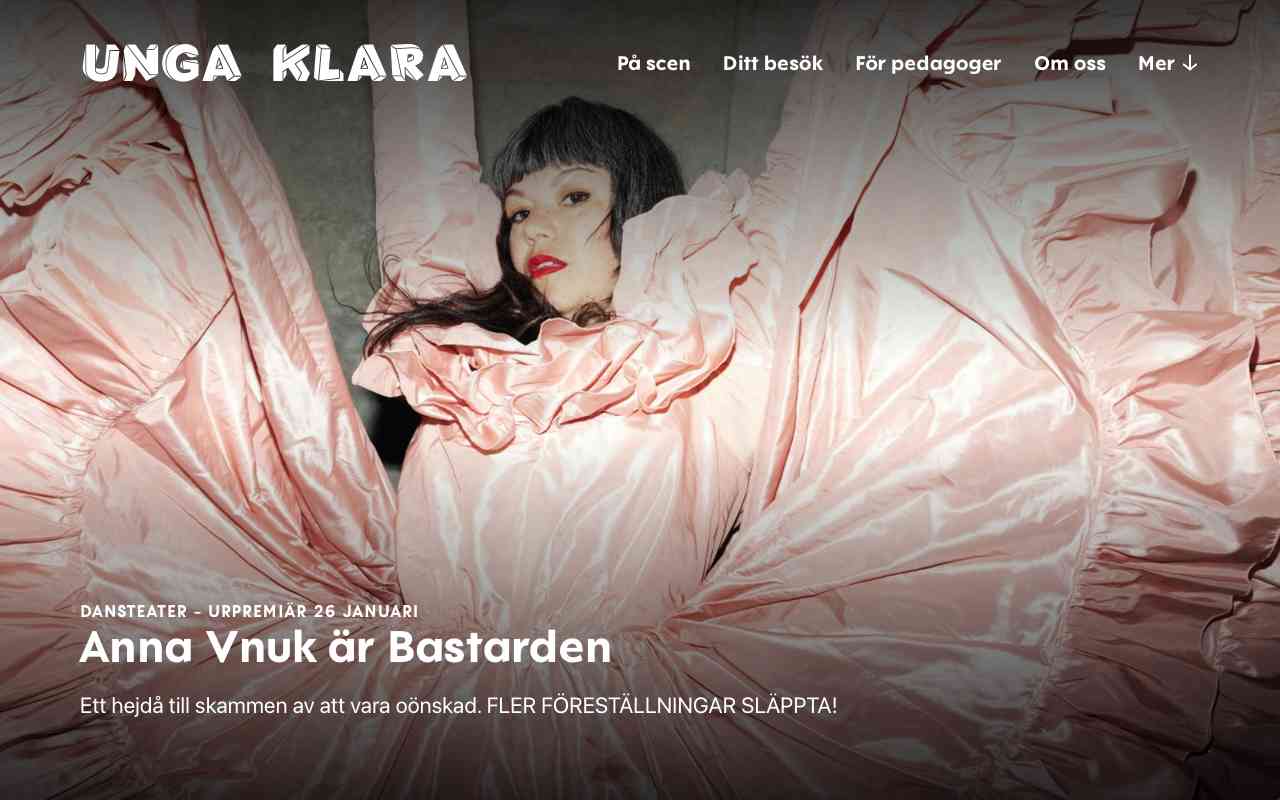 UNGA KLARA
På scen
Ditt besök
För pedagoger
Om oss
Mer ↓
DANSTEATER – URPREMIÄR 26 JANUARI
Anna Vnuk är Bastarden
Ett hejdå till skammen av att vara oönskad. FLER FÖRESTÄLLNINGAR SLÄPPTA!